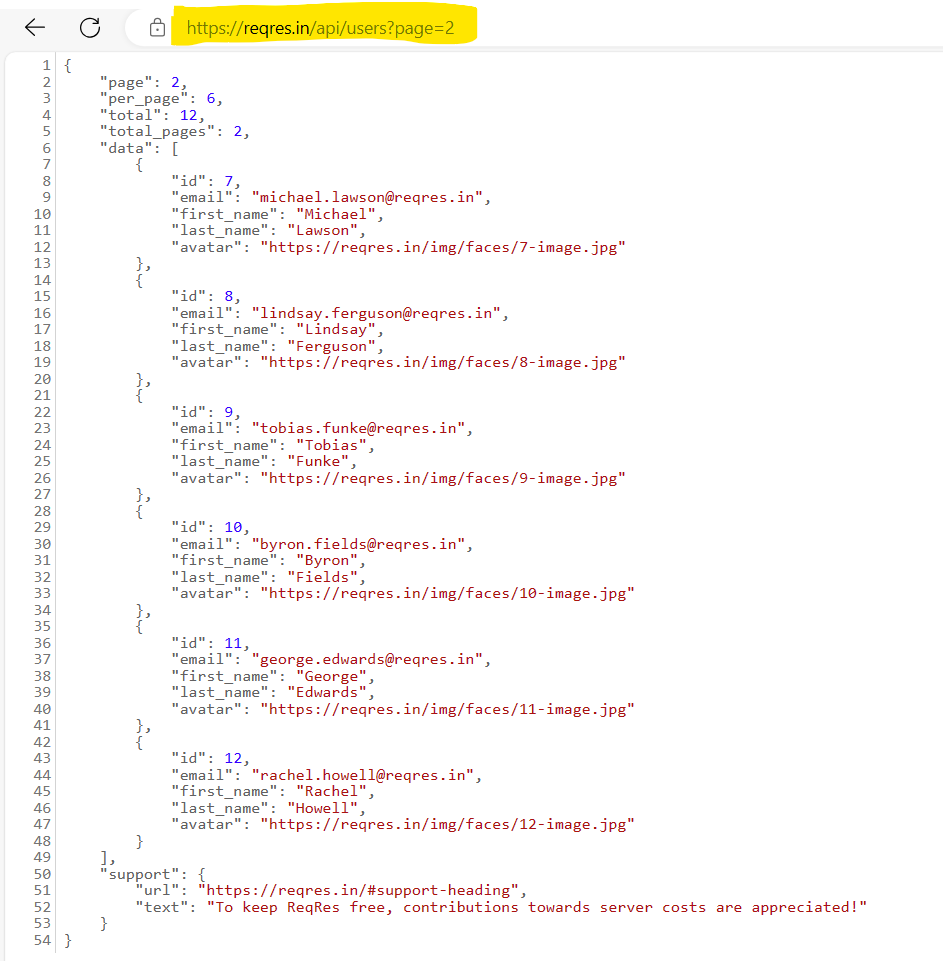 https://reqres.in/api/users?page=2
1 {
2 "page": 2,
3 "per_page": 6,
4 "total": 12,
5 "total_pages": 2,
6 "data": [
7 {
8 "id": 7,
9 "email": "michael.lawson@reqres.in",
10 "first_name": "Michael",
11 "last_name": "Lawson",
12 "avatar": "https://reqres.in/img/faces/7-image.jpg"
13 },
14 {
15 "id": 8,
16 "email": "lindsay.ferguson@reqres.in",
17 "first_name": "Lindsay",
18 "last_name": "Ferguson",
19 "avatar": "https://reqres.in/img/faces/8-image.jpg"
20 },
21 {
22 "id": 9,
23 "email": "tobias.funke@reqres.in",
24 "first_name": "Tobias",
25 "last_name": "Funke",
26 "avatar": "https://reqres.in/img/faces/9-image.jpg"
27 },
28 {
29 "id": 10,
30 "email": "byron.fields@reqres.in",
31 "first_name": "Byron",
32 "last_name": "Fields",
33 "avatar": "https://reqres.in/img/faces/10-image.jpg"
34 },
35 {
36 "id": 11,
37 "email": "george.edwards@reqres.in",
38 "first_name": "George",
39 "last_name": "Edwards",
40 "avatar": "https://reqres.in/img/faces/11-image.jpg"
41 },
42 {
43 "id": 12,
44 "email": "rachel.howell@reqres.in",
45 "first_name": "Rachel",
46 "last_name": "Howell",
47 "avatar": "https://reqres.in/img/faces/12-image.jpg"
48 }
49 ],
50 "support": {
51 "url": "https://reqres.in/#support-heading",
52 "text": "To keep ReqRes free, contributions towards server costs are appreciated!"
53 }
54 }